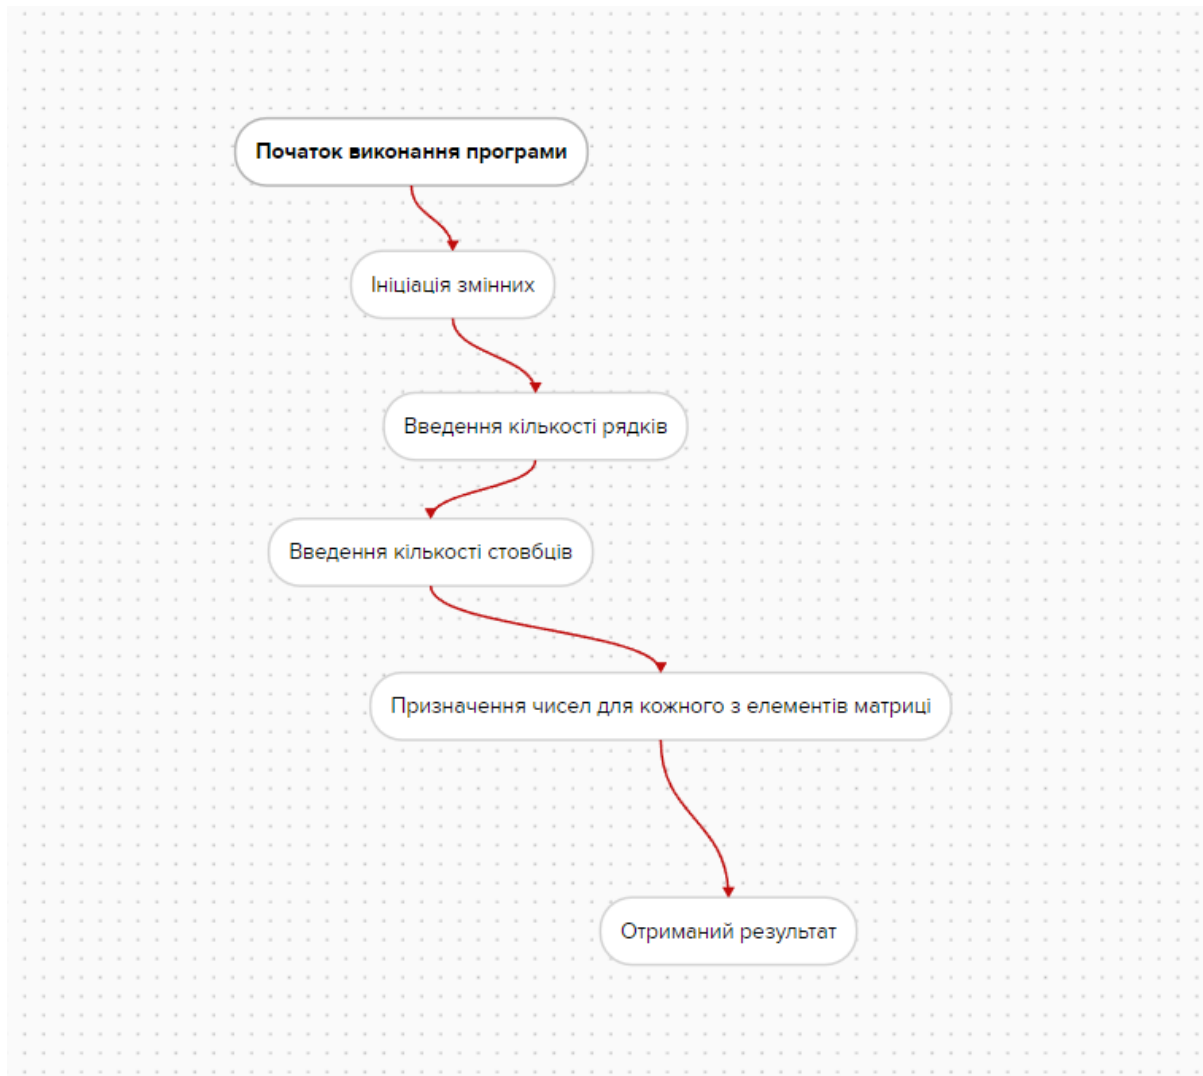 Початок виконання програми
Ініціація змінних
Введення кількості рядків
Введення кількості стовбців
Призначення чисел для кожного з елементів матриці
Отриманий результат